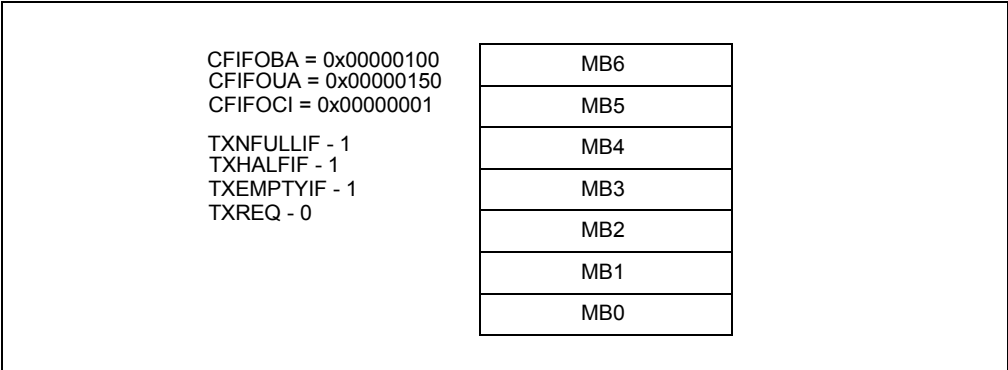 CFIFOBA = 0x00000100
CFIFOUA = 0x00000150
CFIFOCI = 0x00000001
TXNFULLIF - 1
TXHALFIF - 1
TXEMPTYIF - 1
TXREQ - 0
MB6
MB5
MB4
MB3
MB2
MB1
MB0